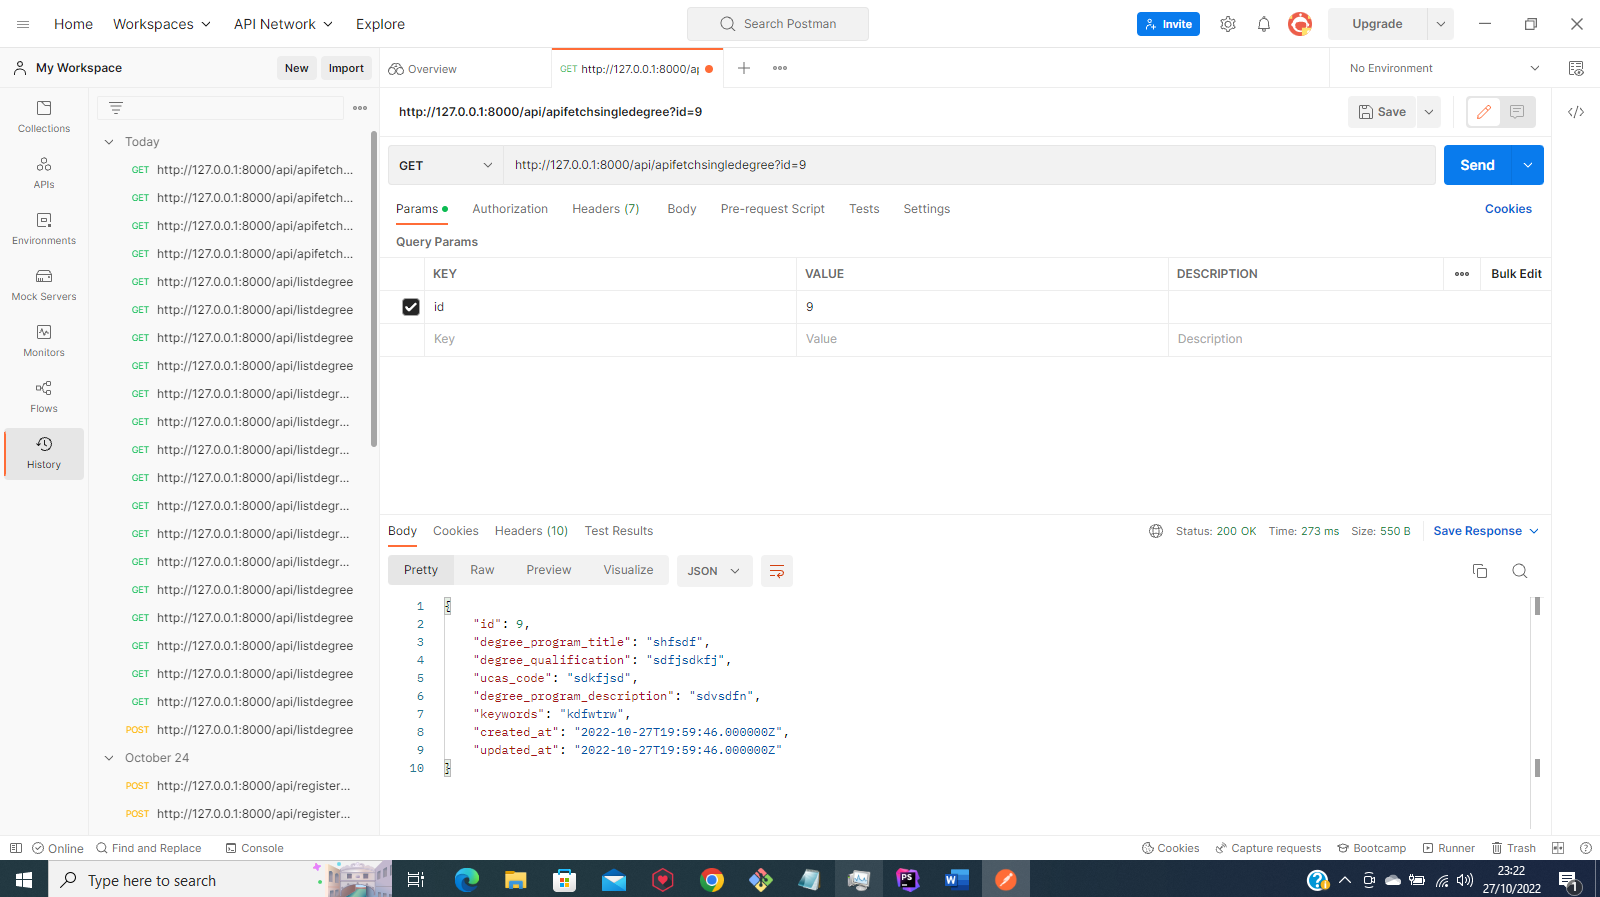 Home Workspaces API Network Explore Search Postman Invite Upgrade
My Workspace New Import Overview GET http://127.0.0.1:8000/ap No Environment
http://127.0.0.1:8000/api/apifetchsingledegree?id=9 Save
GET http://127.0.0.1:8000/api/apifetchsingledegree?id=9 Send
Params Authorization Headers (7) Body Pre-request Script Tests Settings Cookies
Query Params
KEY VALUE DESCRIPTION Bulk Edit
id 9
Key Value Description
Collections
APIs
Environments
Mock Servers
Monitors
Flows
History
Today
GET http://127.0.0.1:8000/api/apifetch...
GET http://127.0.0.1:8000/api/apifetch...
GET http://127.0.0.1:8000/api/apifetch...
GET http://127.0.0.1:8000/api/apifetch...
GET http://127.0.0.1:8000/api/listdegree
GET http://127.0.0.1:8000/api/listdegree
GET http://127.0.0.1:8000/api/listdegree
GET http://127.0.0.1:8000/api/listdegree
GET http://127.0.0.1:8000/api/listdegr...
GET http://127.0.0.1:8000/api/listdegr...
GET http://127.0.0.1:8000/api/listdegr...
GET http://127.0.0.1:8000/api/listdegr...
GET http://127.0.0.1:8000/api/listdegr...
GET http://127.0.0.1:8000/api/listdegr...
GET http://127.0.0.1:8000/api/listdegr...
GET http://127.0.0.1:8000/api/listdegree
GET http://127.0.0.1:8000/api/listdegree
GET http://127.0.0.1:8000/api/listdegree
GET http://127.0.0.1:8000/api/listdegree
GET http://127.0.0.1:8000/api/listdegree
POST http://127.0.0.1:8000/api/listdegree
October 24
POST http://127.0.0.1:8000/api/register...
POST http://127.0.0.1:8000/api/register...
Body Cookies Headers (10) Test Results Status: 200 OK Time: 273 ms Size: 550 B Save Response
Pretty Raw Preview Visualize JSON
1 {
2 "id": 9,
3 "degree_program_title": "shfsdf",
4 "degree_qualification": "sdfjsdkfj",
5 "ucas_code": "sdkfjsd",
6 "degree_program_description": "sdvsdfn",
7 "keywords": "kdfwtrw",
8 "created_at": "2022-10-27T19:59:46.000000Z",
9 "updated_at": "2022-10-27T19:59:46.000000Z"
10 }
Online Find and Replace Console Cookies Capture requests Bootcamp Runner Trash
Type here to search PS W 23:22
27/10/2022 1